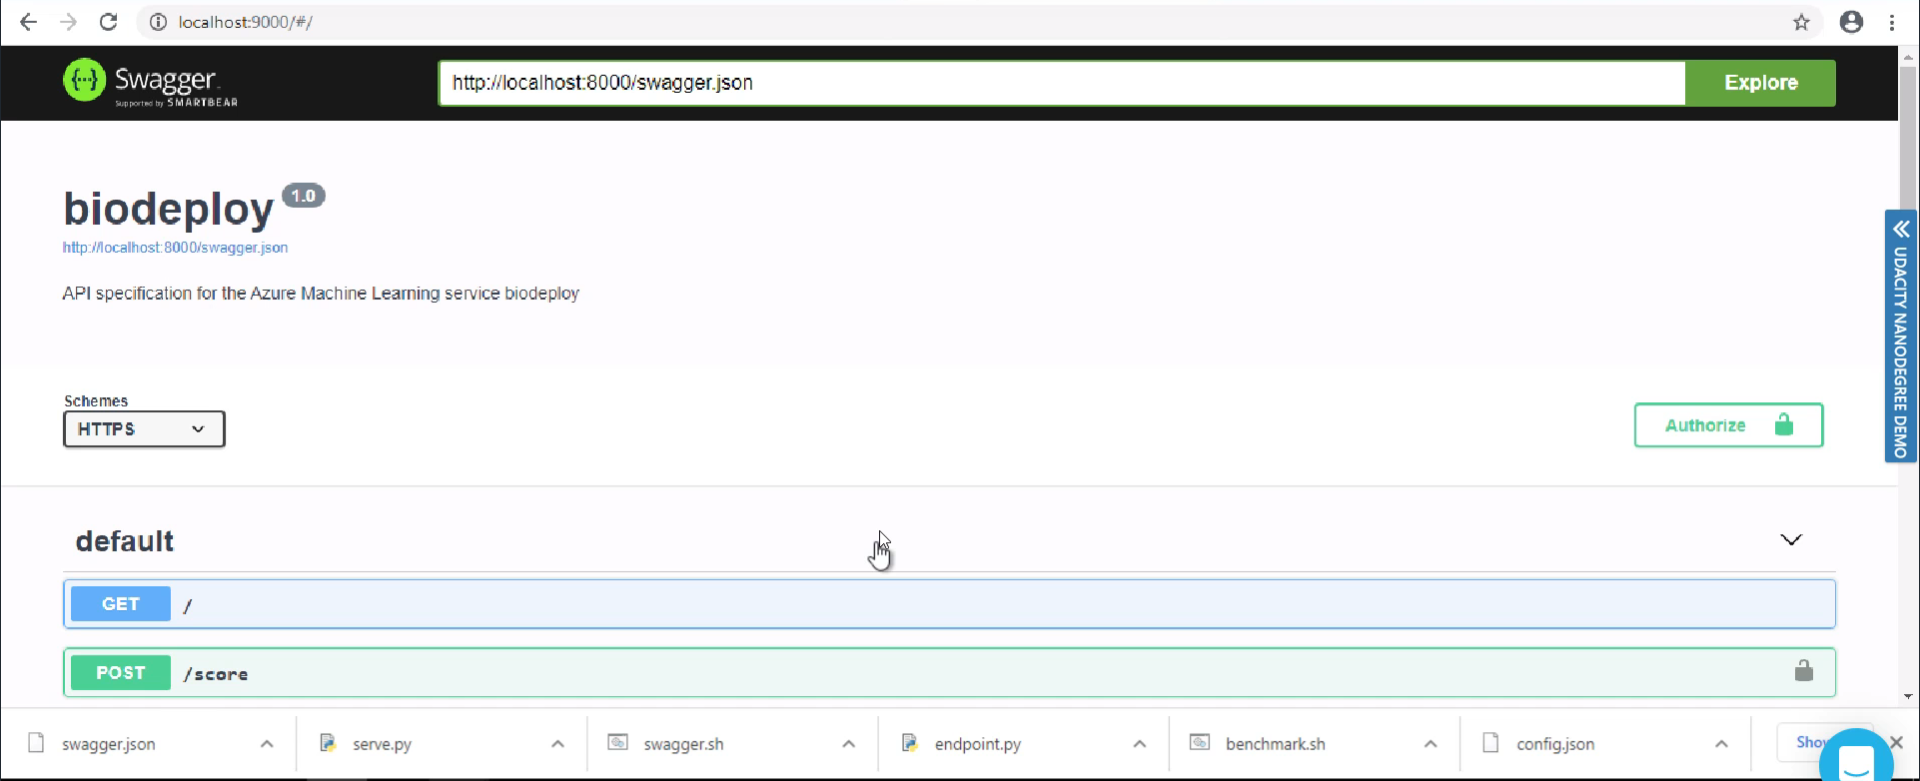 localhost:9000/#/
Swagger
Supported by SMARTBEAR
http://localhost:8000/swagger.json
Explore
biodeploy 1.0
http://localhost:8000/swagger.json
API specification for the Azure Machine Learning service biodeploy
Schemes
HTTPS
Authorize
UDACITY NANODEGREE DEMO
default
GET /
POST /score
swagger.json
serve.py
swagger.sh
endpoint.py
benchmark.sh
config.json